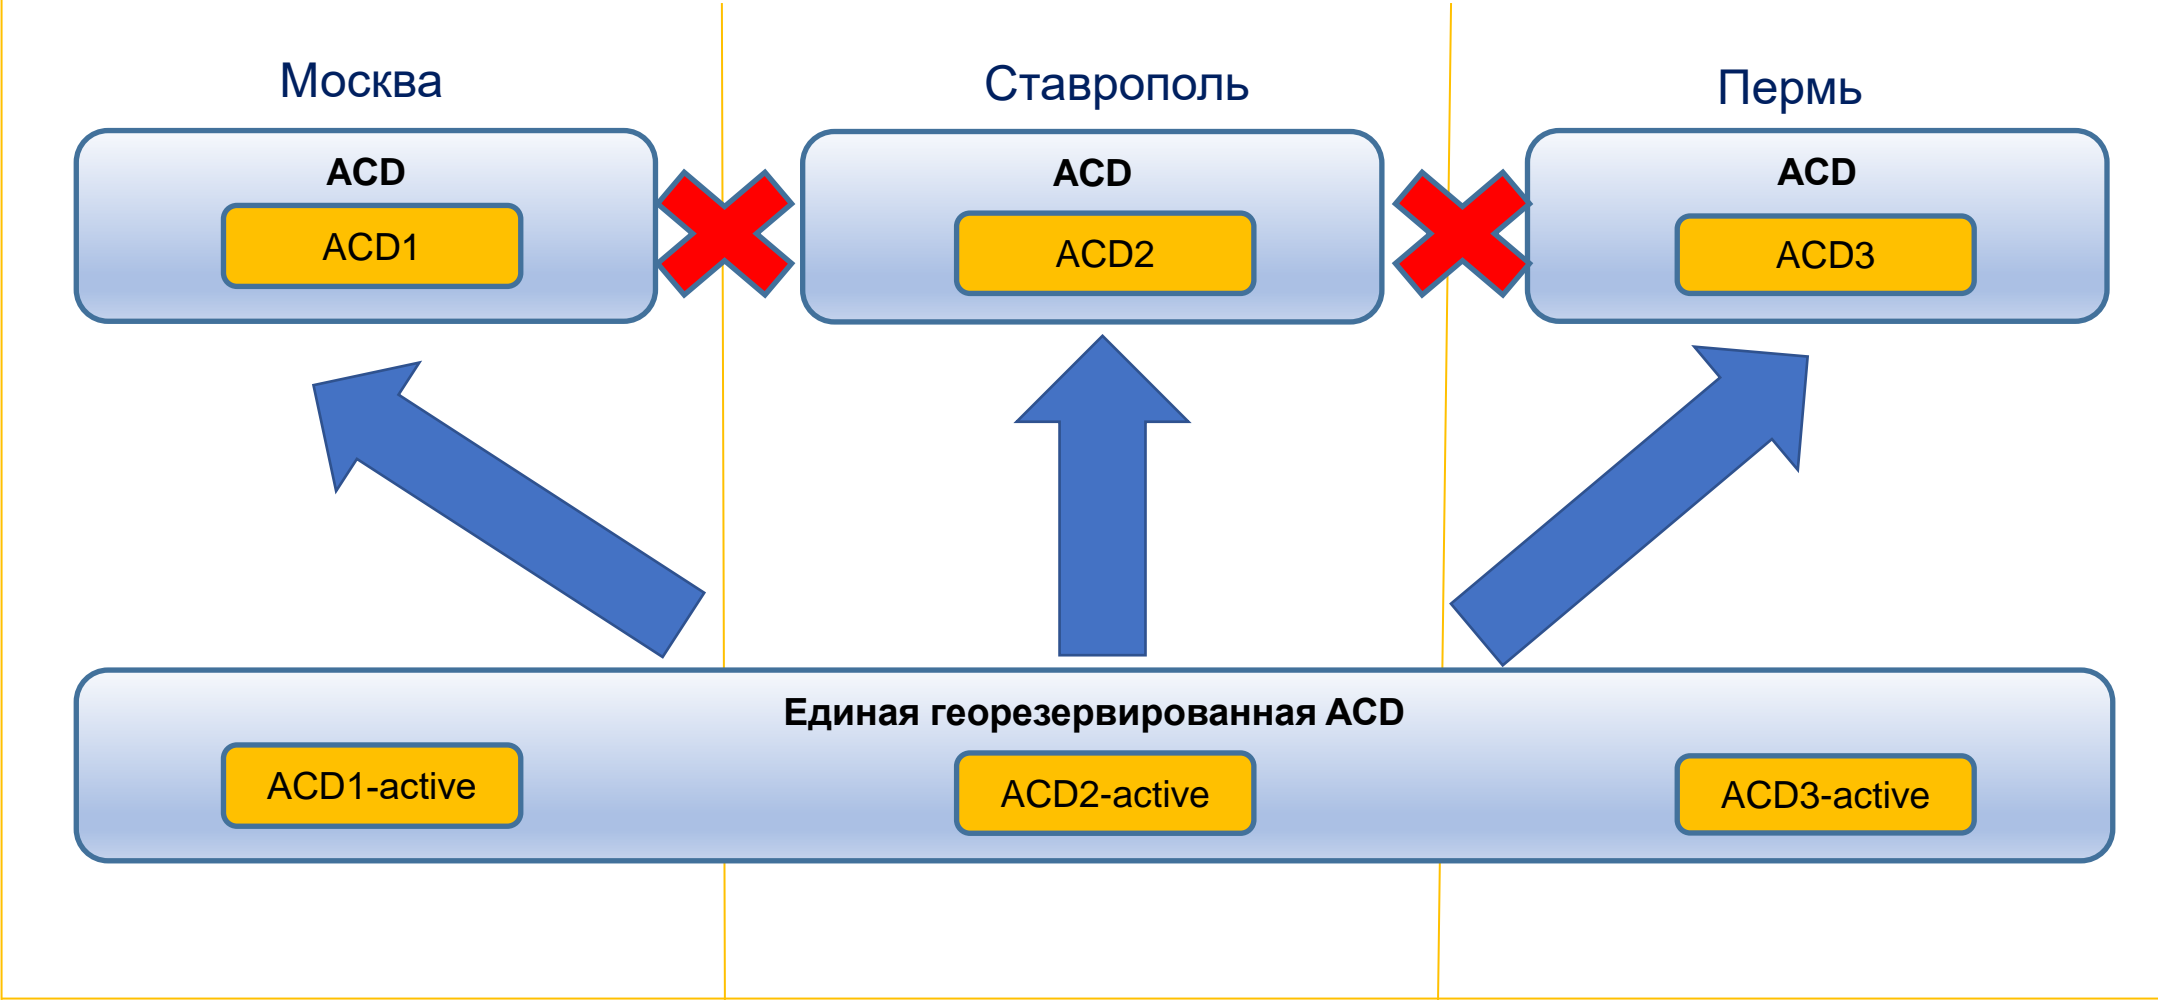 Москва
Ставрополь
Пермь
ACD
ACD
ACD
ACD1
ACD2
ACD3
Единая георезервированная ACD
ACD1-active
ACD2-active
ACD3-active